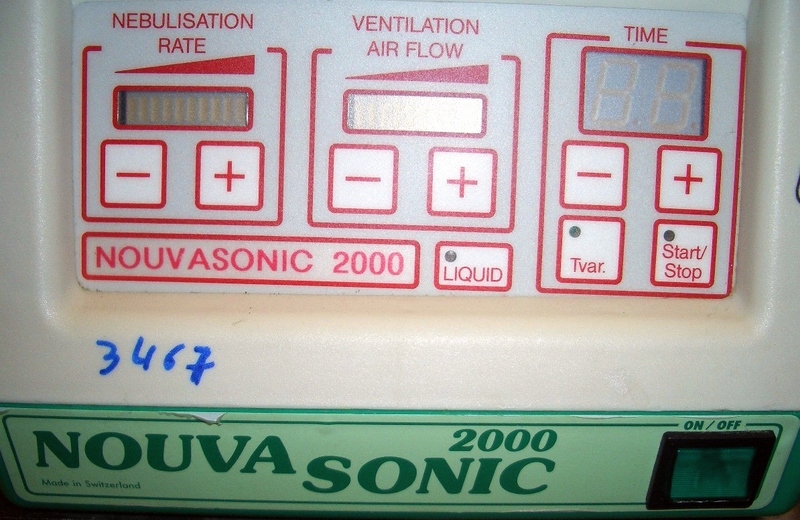 NEBULISATION
RATE
VENTILATION
AIR FLOW
TIME
88
− +
− +
− +
NOUVASONIC 2000
LIQUID
Tvar.
Start/
Stop
3467
NOUVA SONIC 2000
Made in Switzerland
ON / OFF